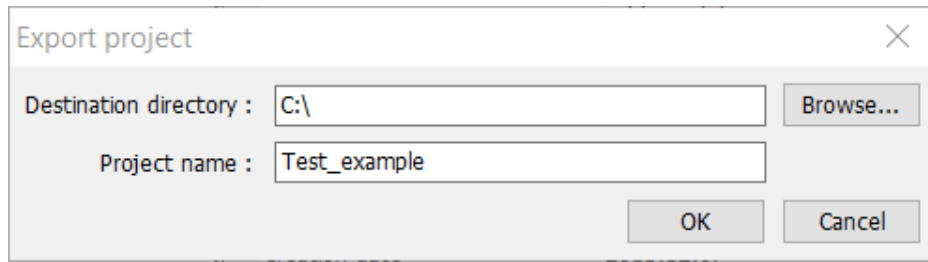 Export project
Destination directory : C:\ Browse...
Project name : Test_example
OK Cancel